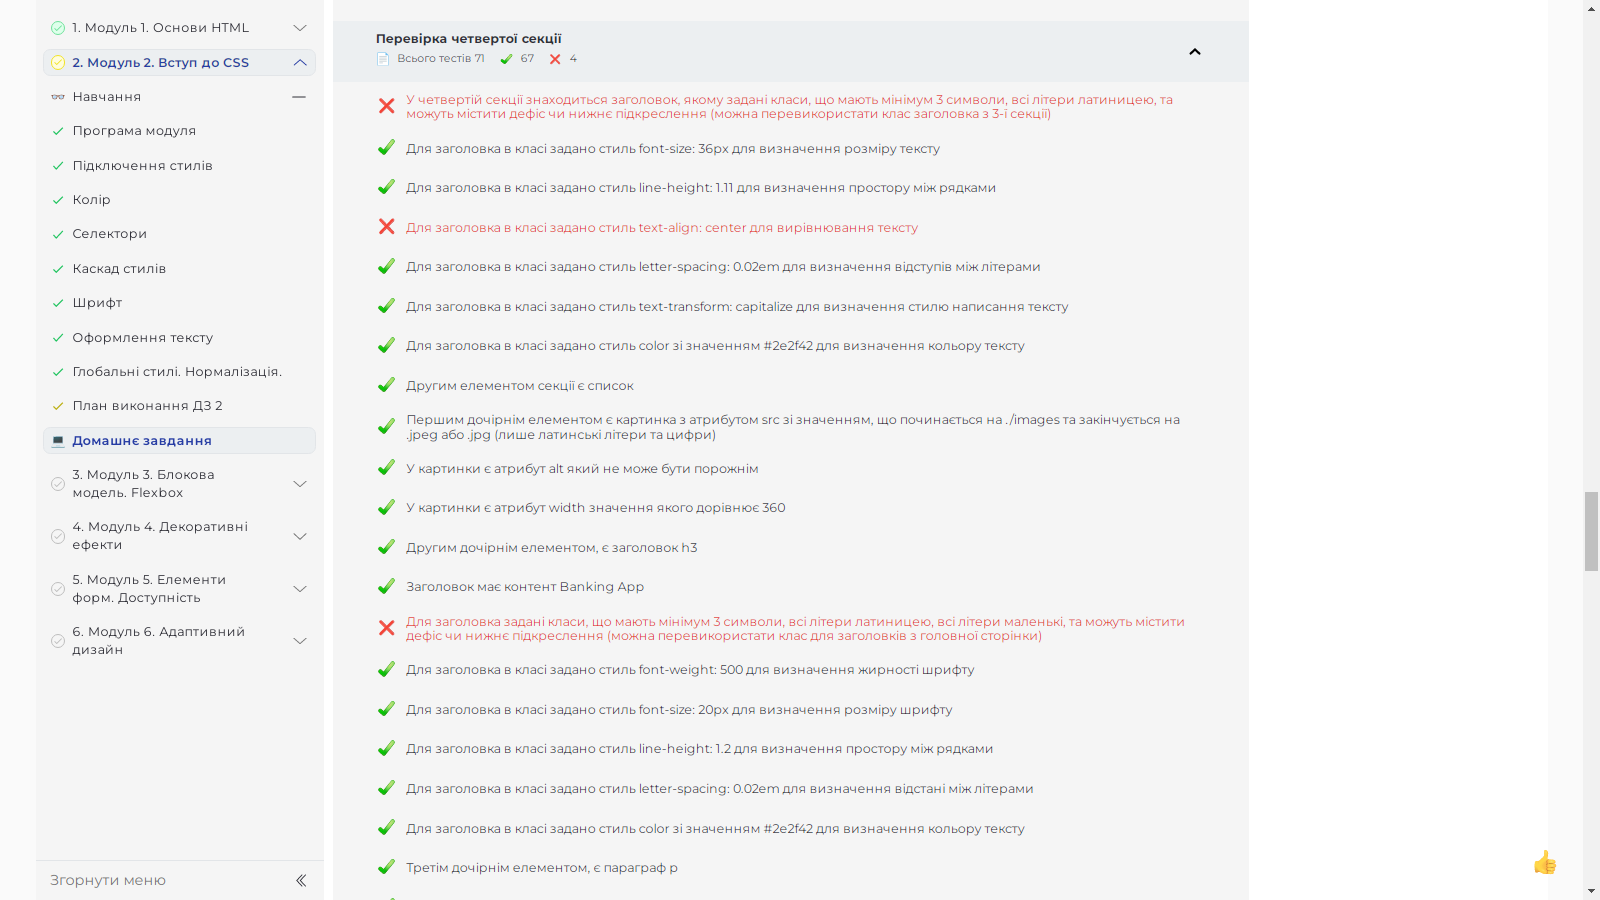 1. Модуль 1. Основи HTML
2. Модуль 2. Вступ до CSS
Навчання
Програма модуля
Підключення стилів
Колір
Селектори
Каскад стилів
Шрифт
Оформлення тексту
Глобальні стилі. Нормалізація.
План виконання ДЗ 2
Домашнє завдання
3. Модуль 3. Блокова
модель. Flexbox
4. Модуль 4. Декоративні
ефекти
5. Модуль 5. Елементи
форм. Доступність
6. Модуль 6. Адаптивний
дизайн
Згорнути меню
Перевірка четвертої секції
Всього тестів 71 67 4
У четвертій секції знаходиться заголовок, якому задані класи, що мають мінімум 3 символи, всі літери латиницею, та
можуть містити дефіс чи нижнє підкреслення (можна перевикористати клас заголовка з 3-ї секції)
Для заголовка в класі задано стиль font-size: 36px для визначення розміру тексту
Для заголовка в класі задано стиль line-height: 1.11 для визначення простору між рядками
Для заголовка в класі задано стиль text-align: center для вирівнювання тексту
Для заголовка в класі задано стиль letter-spacing: 0.02em для визначення відступів між літерами
Для заголовка в класі задано стиль text-transform: capitalize для визначення стилю написання тексту
Для заголовка в класі задано стиль color зі значенням #2e2f42 для визначення кольору тексту
Другим елементом секції є список
Першим дочірнім елементом є картинка з атрибутом src зі значенням, що починається на ./images та закінчується на
.jpeg або .jpg (лише латинські літери та цифри)
У картинки є атрибут alt який не може бути порожнім
У картинки є атрибут width значення якого дорівнює 360
Другим дочірнім елементом, є заголовок h3
Заголовок має контент Banking App
Для заголовка задані класи, що мають мінімум 3 символи, всі літери латиницею, всі літери маленькі, та можуть містити
дефіс чи нижнє підкреслення (можна перевикористати клас для заголовків з головної сторінки)
Для заголовка в класі задано стиль font-weight: 500 для визначення жирності шрифту
Для заголовка в класі задано стиль font-size: 20px для визначення розміру шрифту
Для заголовка в класі задано стиль line-height: 1.2 для визначення простору між рядками
Для заголовка в класі задано стиль letter-spacing: 0.02em для визначення відстані між літерами
Для заголовка в класі задано стиль color зі значенням #2e2f42 для визначення кольору тексту
Третім дочірнім елементом, є параграф p